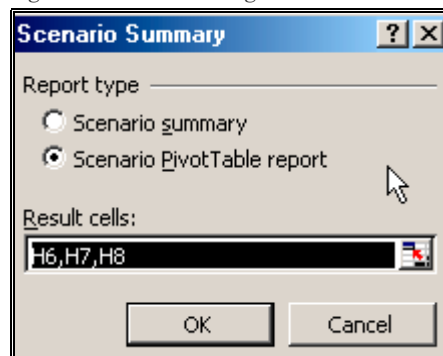 Scenario Summary
Report type
Scenario summary
Scenario PivotTable report
Result cells:
H6,H7,H8
OK
Cancel